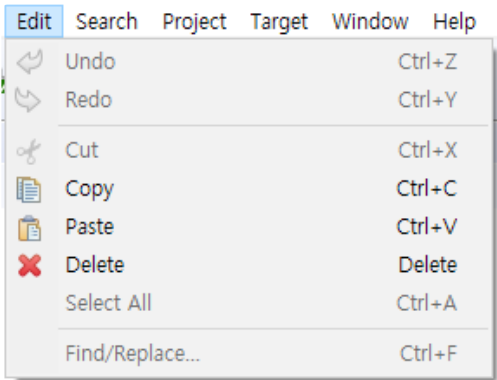 Edit Search Project Target Window Help
Undo Ctrl+Z
Redo Ctrl+Y
Cut Ctrl+X
Copy Ctrl+C
Paste Ctrl+V
Delete Delete
Select All Ctrl+A
Find/Replace... Ctrl+F